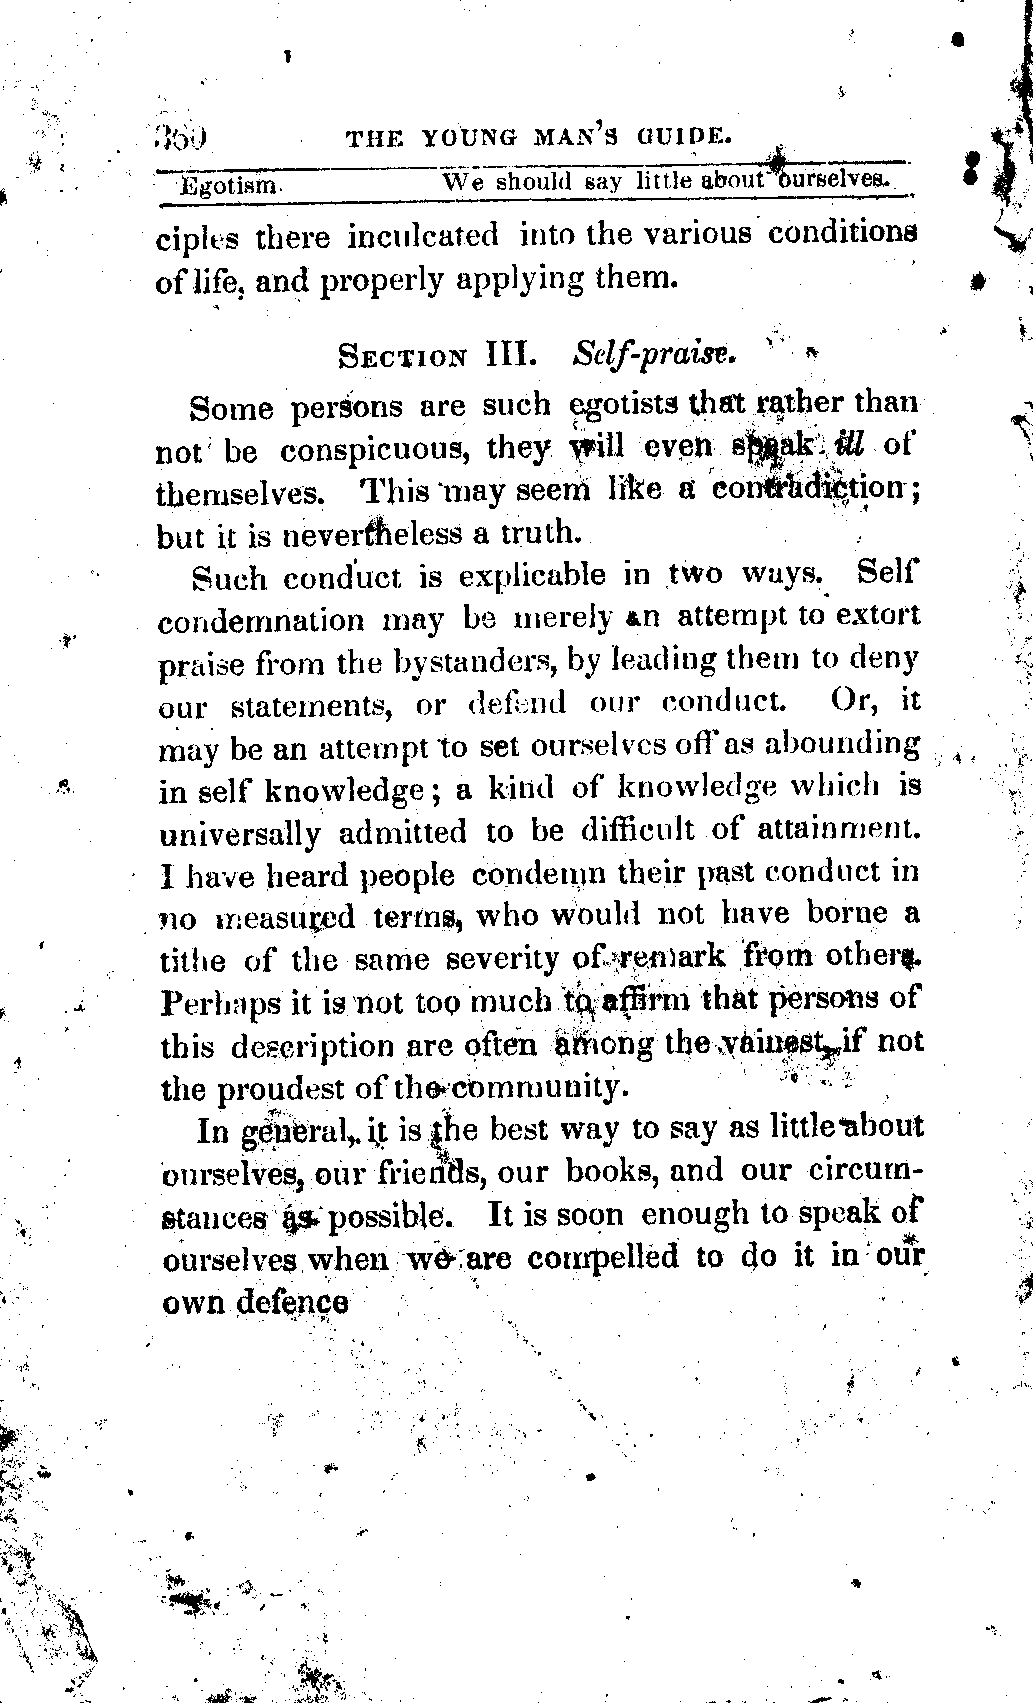 360 THE YOUNG MAN'S GUIDE.
Egotism. We should say little about ourselves.
ciples there inculcated into the various conditions
of life, and properly applying them.
SECTION III. Self-praise.
Some persons are such egotists that rather than
not be conspicuous, they will even speak ill of
themselves. This may seem like a contradiction;
but it is nevertheless a truth.
Such conduct is explicable in two ways. Self
condemnation may be merely an attempt to extort
praise from the bystanders, by leading them to deny
our statements, or defend our conduct. Or, it
may be an attempt to set ourselves off as abounding
in self knowledge; a kind of knowledge which is
universally admitted to be difficult of attainment.
I have heard people condemn their past conduct in
no measured terms, who would not have borne a
tithe of the same severity of remark from others.
Perhaps it is not too much to affirm that persons of
this description are often among the vainest, if not
the proudest of the community.
In general, it is the best way to say as little about
ourselves, our friends, our books, and our circum-
stances as possible. It is soon enough to speak of
ourselves when we are compelled to do it in our
own defence